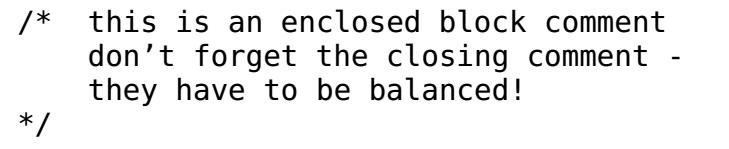 /*  this is an enclosed block comment
    don’t forget the closing comment -
    they have to be balanced!
*/